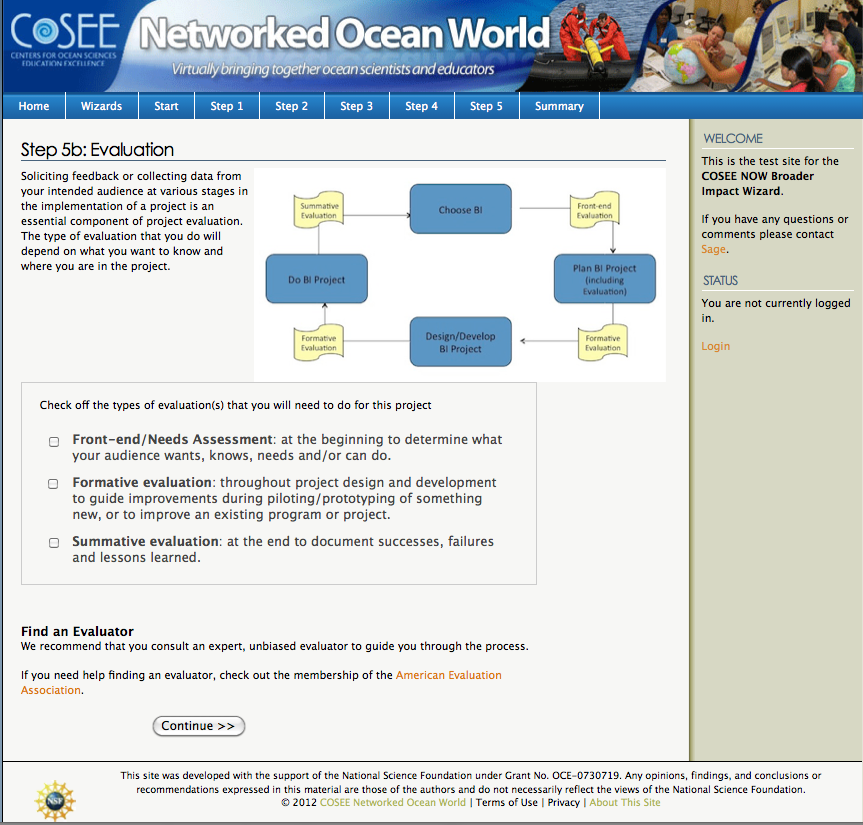 COSEE
CENTERS FOR OCEAN SCIENCES
EDUCATION EXCELLENCE
Networked Ocean World
Virtually bringing together ocean scientists and educators
Home
Wizards
Start
Step 1
Step 2
Step 3
Step 4
Step 5
Summary
Step 5b: Evaluation
Soliciting feedback or collecting data from
your intended audience at various stages in
the implementation of a project is an
essential component of project evaluation.
The type of evaluation that you do will
depend on what you want to know and
where you are in the project.
Summative
Evaluation
Choose BI
Front-end
Evaluation
Do BI Project
Plan BI Project
(including
Evaluation)
Formative
Evaluation
Design/Develop
BI Project
Formative
Evaluation
Check off the types of evaluation(s) that you will need to do for this project
Front-end/Needs Assessment: at the beginning to determine what
your audience wants, knows, needs and/or can do.
Formative evaluation: throughout project design and development
to guide improvements during piloting/prototyping of something
new, or to improve an existing program or project.
Summative evaluation: at the end to document successes, failures
and lessons learned.
Find an Evaluator
We recommend that you consult an expert, unbiased evaluator to guide you through the process.
If you need help finding an evaluator, check out the membership of the American Evaluation
Association.
Continue >>
WELCOME
This is the test site for the
COSEE NOW Broader
Impact Wizard.
If you have any questions or
comments please contact
Sage.
STATUS
You are not currently logged
in.
Login
NSF
This site was developed with the support of the National Science Foundation under Grant No. OCE-0730719. Any opinions, findings, and conclusions or
recommendations expressed in this material are those of the authors and do not necessarily reflect the views of the National Science Foundation.
© 2012 COSEE Networked Ocean World | Terms of Use | Privacy | About This Site